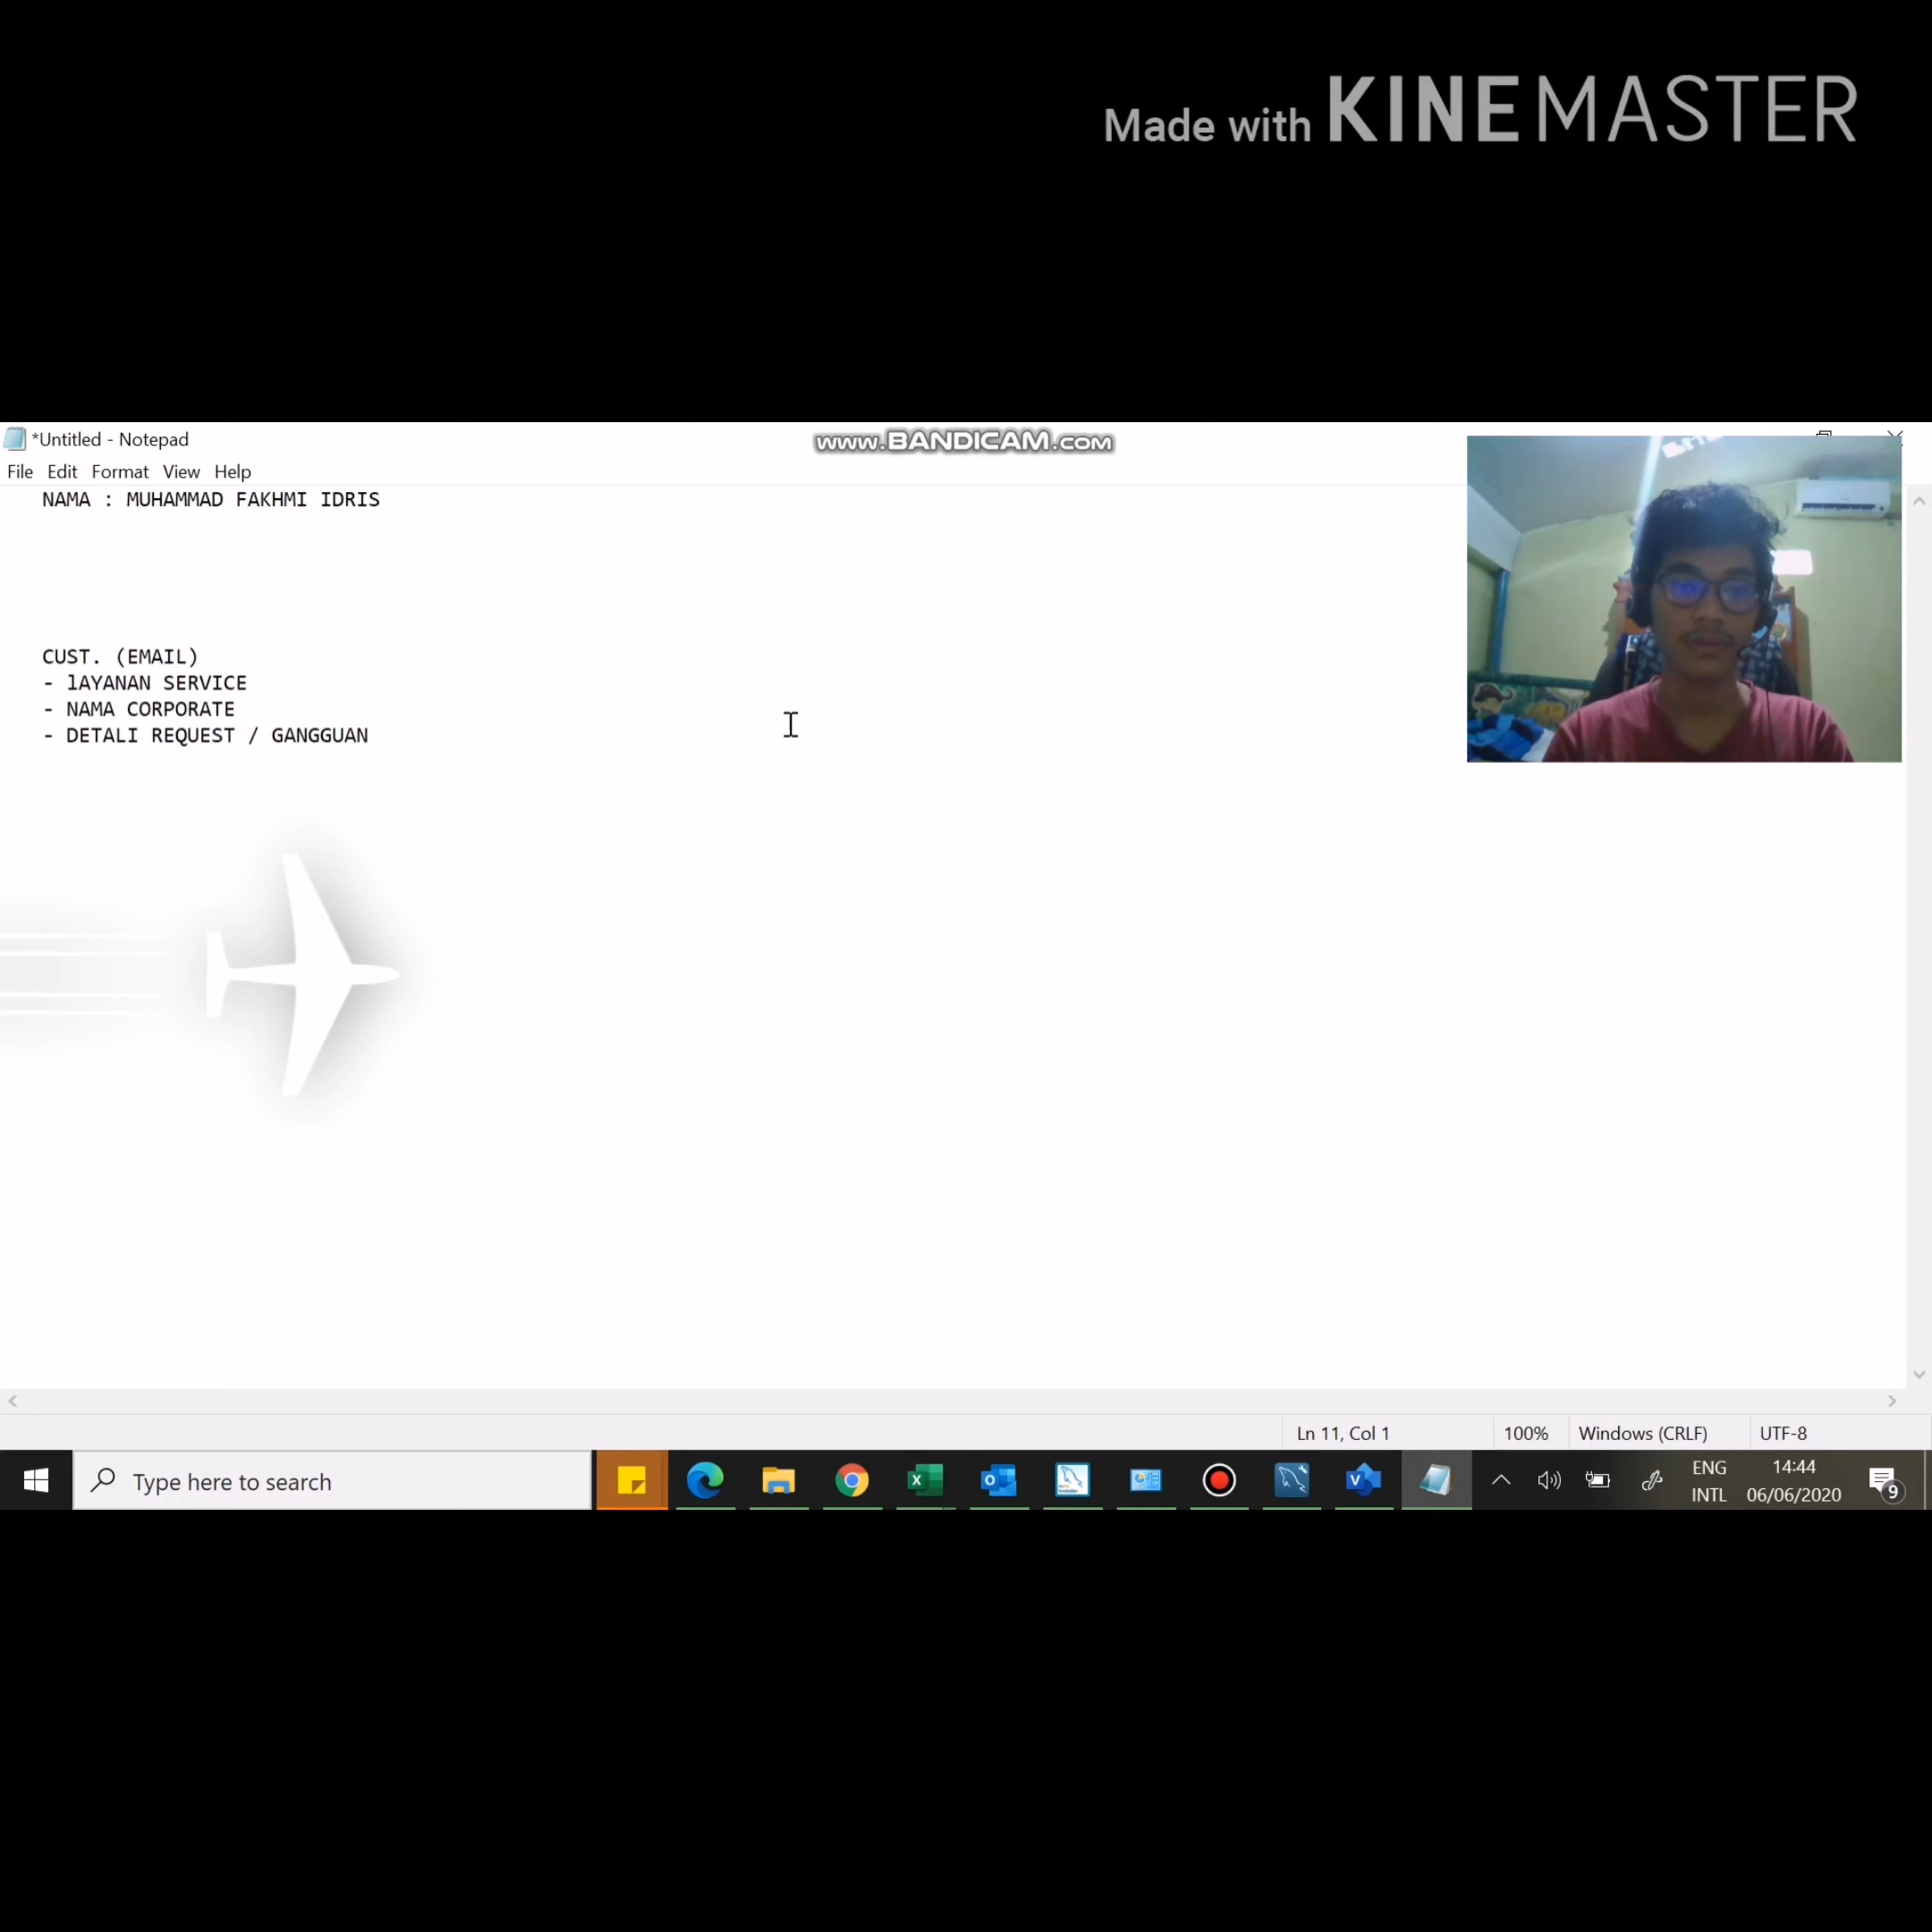 Made with KINEMASTER
*Untitled - Notepad
www.BANDICAM.com
File Edit Format View Help
NAMA : MUHAMMAD FAKHMI IDRIS
CUST. (EMAIL)
- lAYANAN SERVICE
- NAMA CORPORATE
- DETALI REQUEST / GANGGUAN
Ln 11, Col 1 100% Windows (CRLF) UTF-8
Type here to search
ENG 14:44
INTL 06/06/2020 9